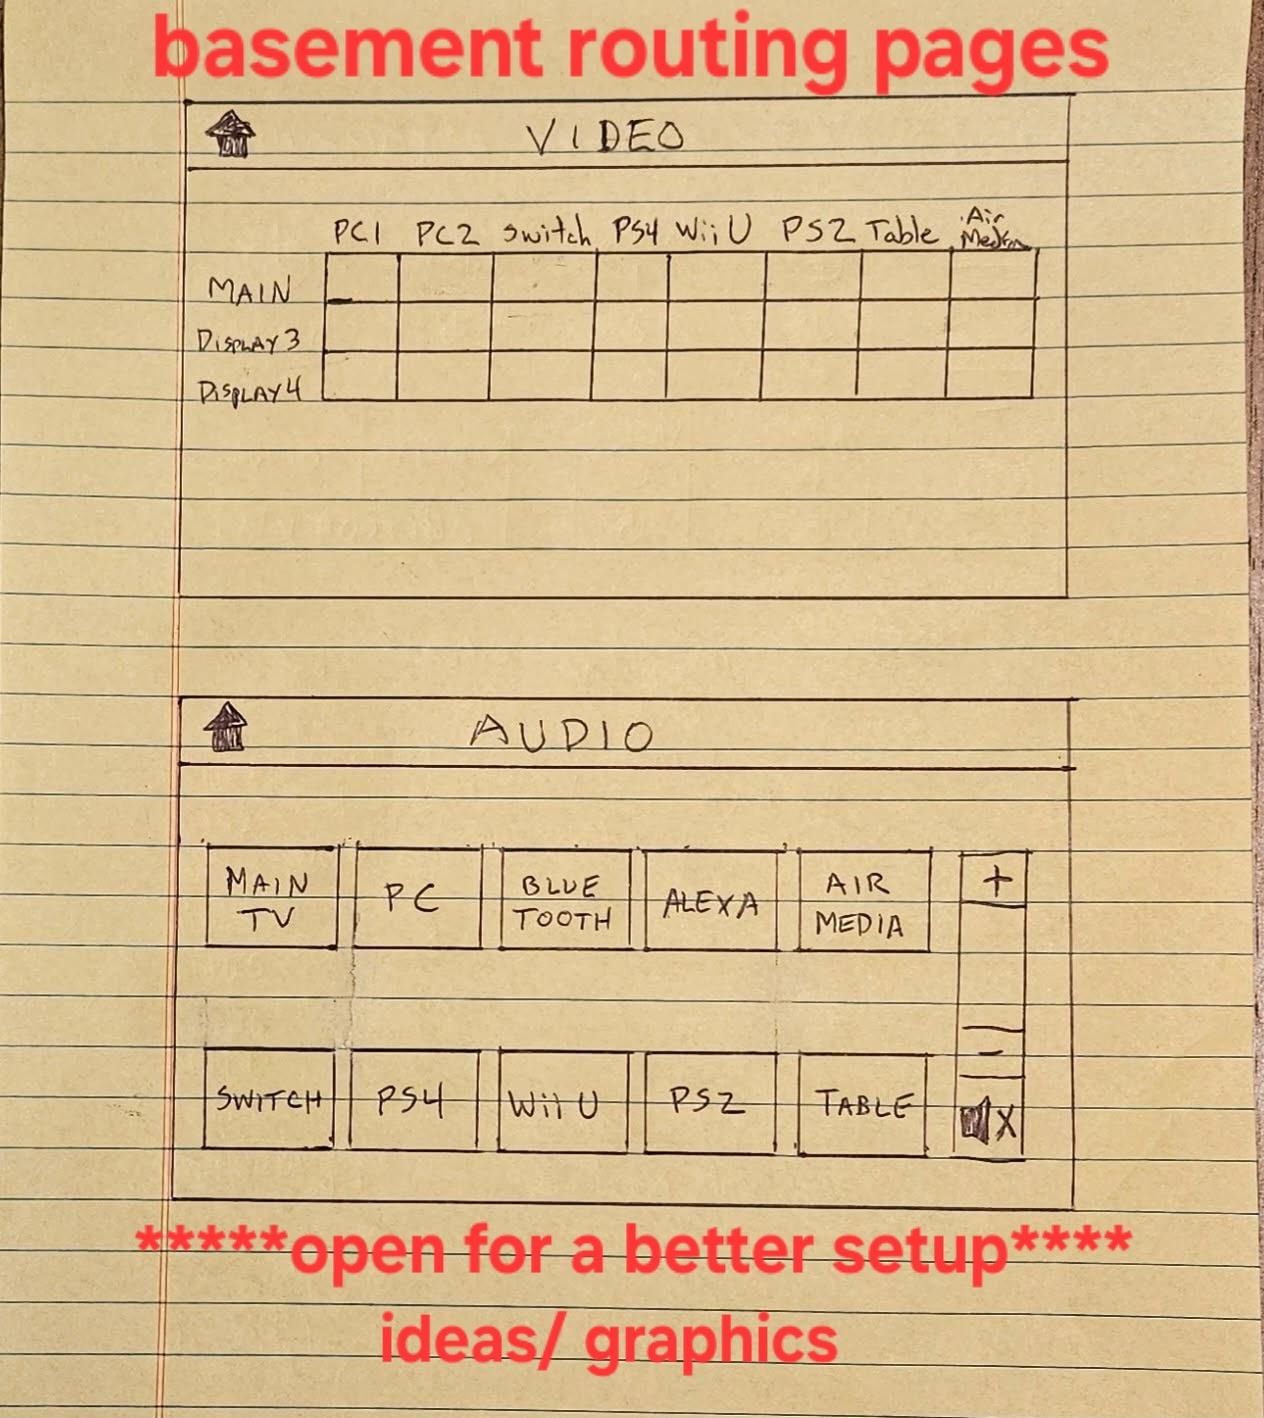 basement routing pages
VIDEO
PC1 PC2 Switch PS4 Wii U PS2 Table Air
Media
MAIN
DISPLAY 3
DISPLAY 4
AUDIO
MAIN
TV
PC
BLUE
TOOTH
ALEXA
AIR
MEDIA
+
-
SWITCH
PS4
Wii U
PS2
TABLE
X
*****open for a better setup****
ideas/ graphics